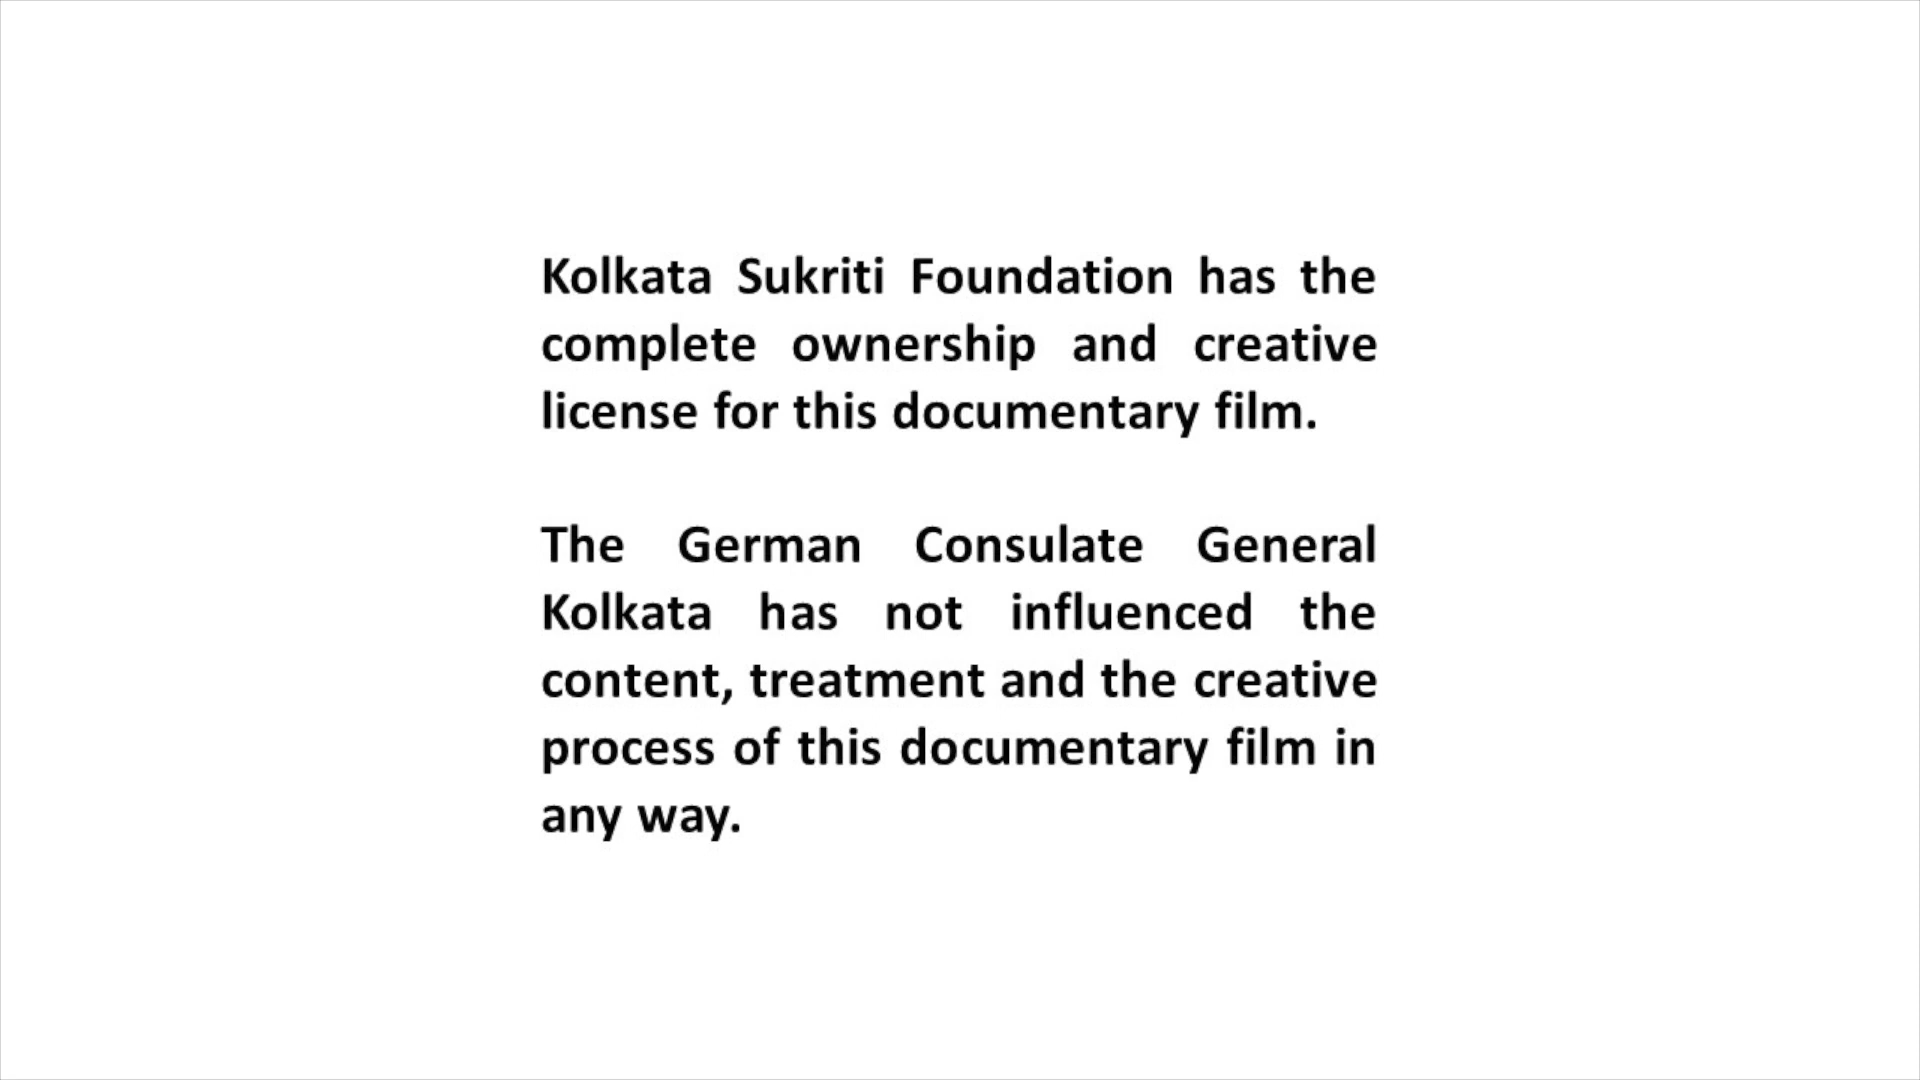 Kolkata Sukriti Foundation has the
complete ownership and creative
license for this documentary film.
The German Consulate General
Kolkata has not influenced the
content, treatment and the creative
process of this documentary film in
any way.